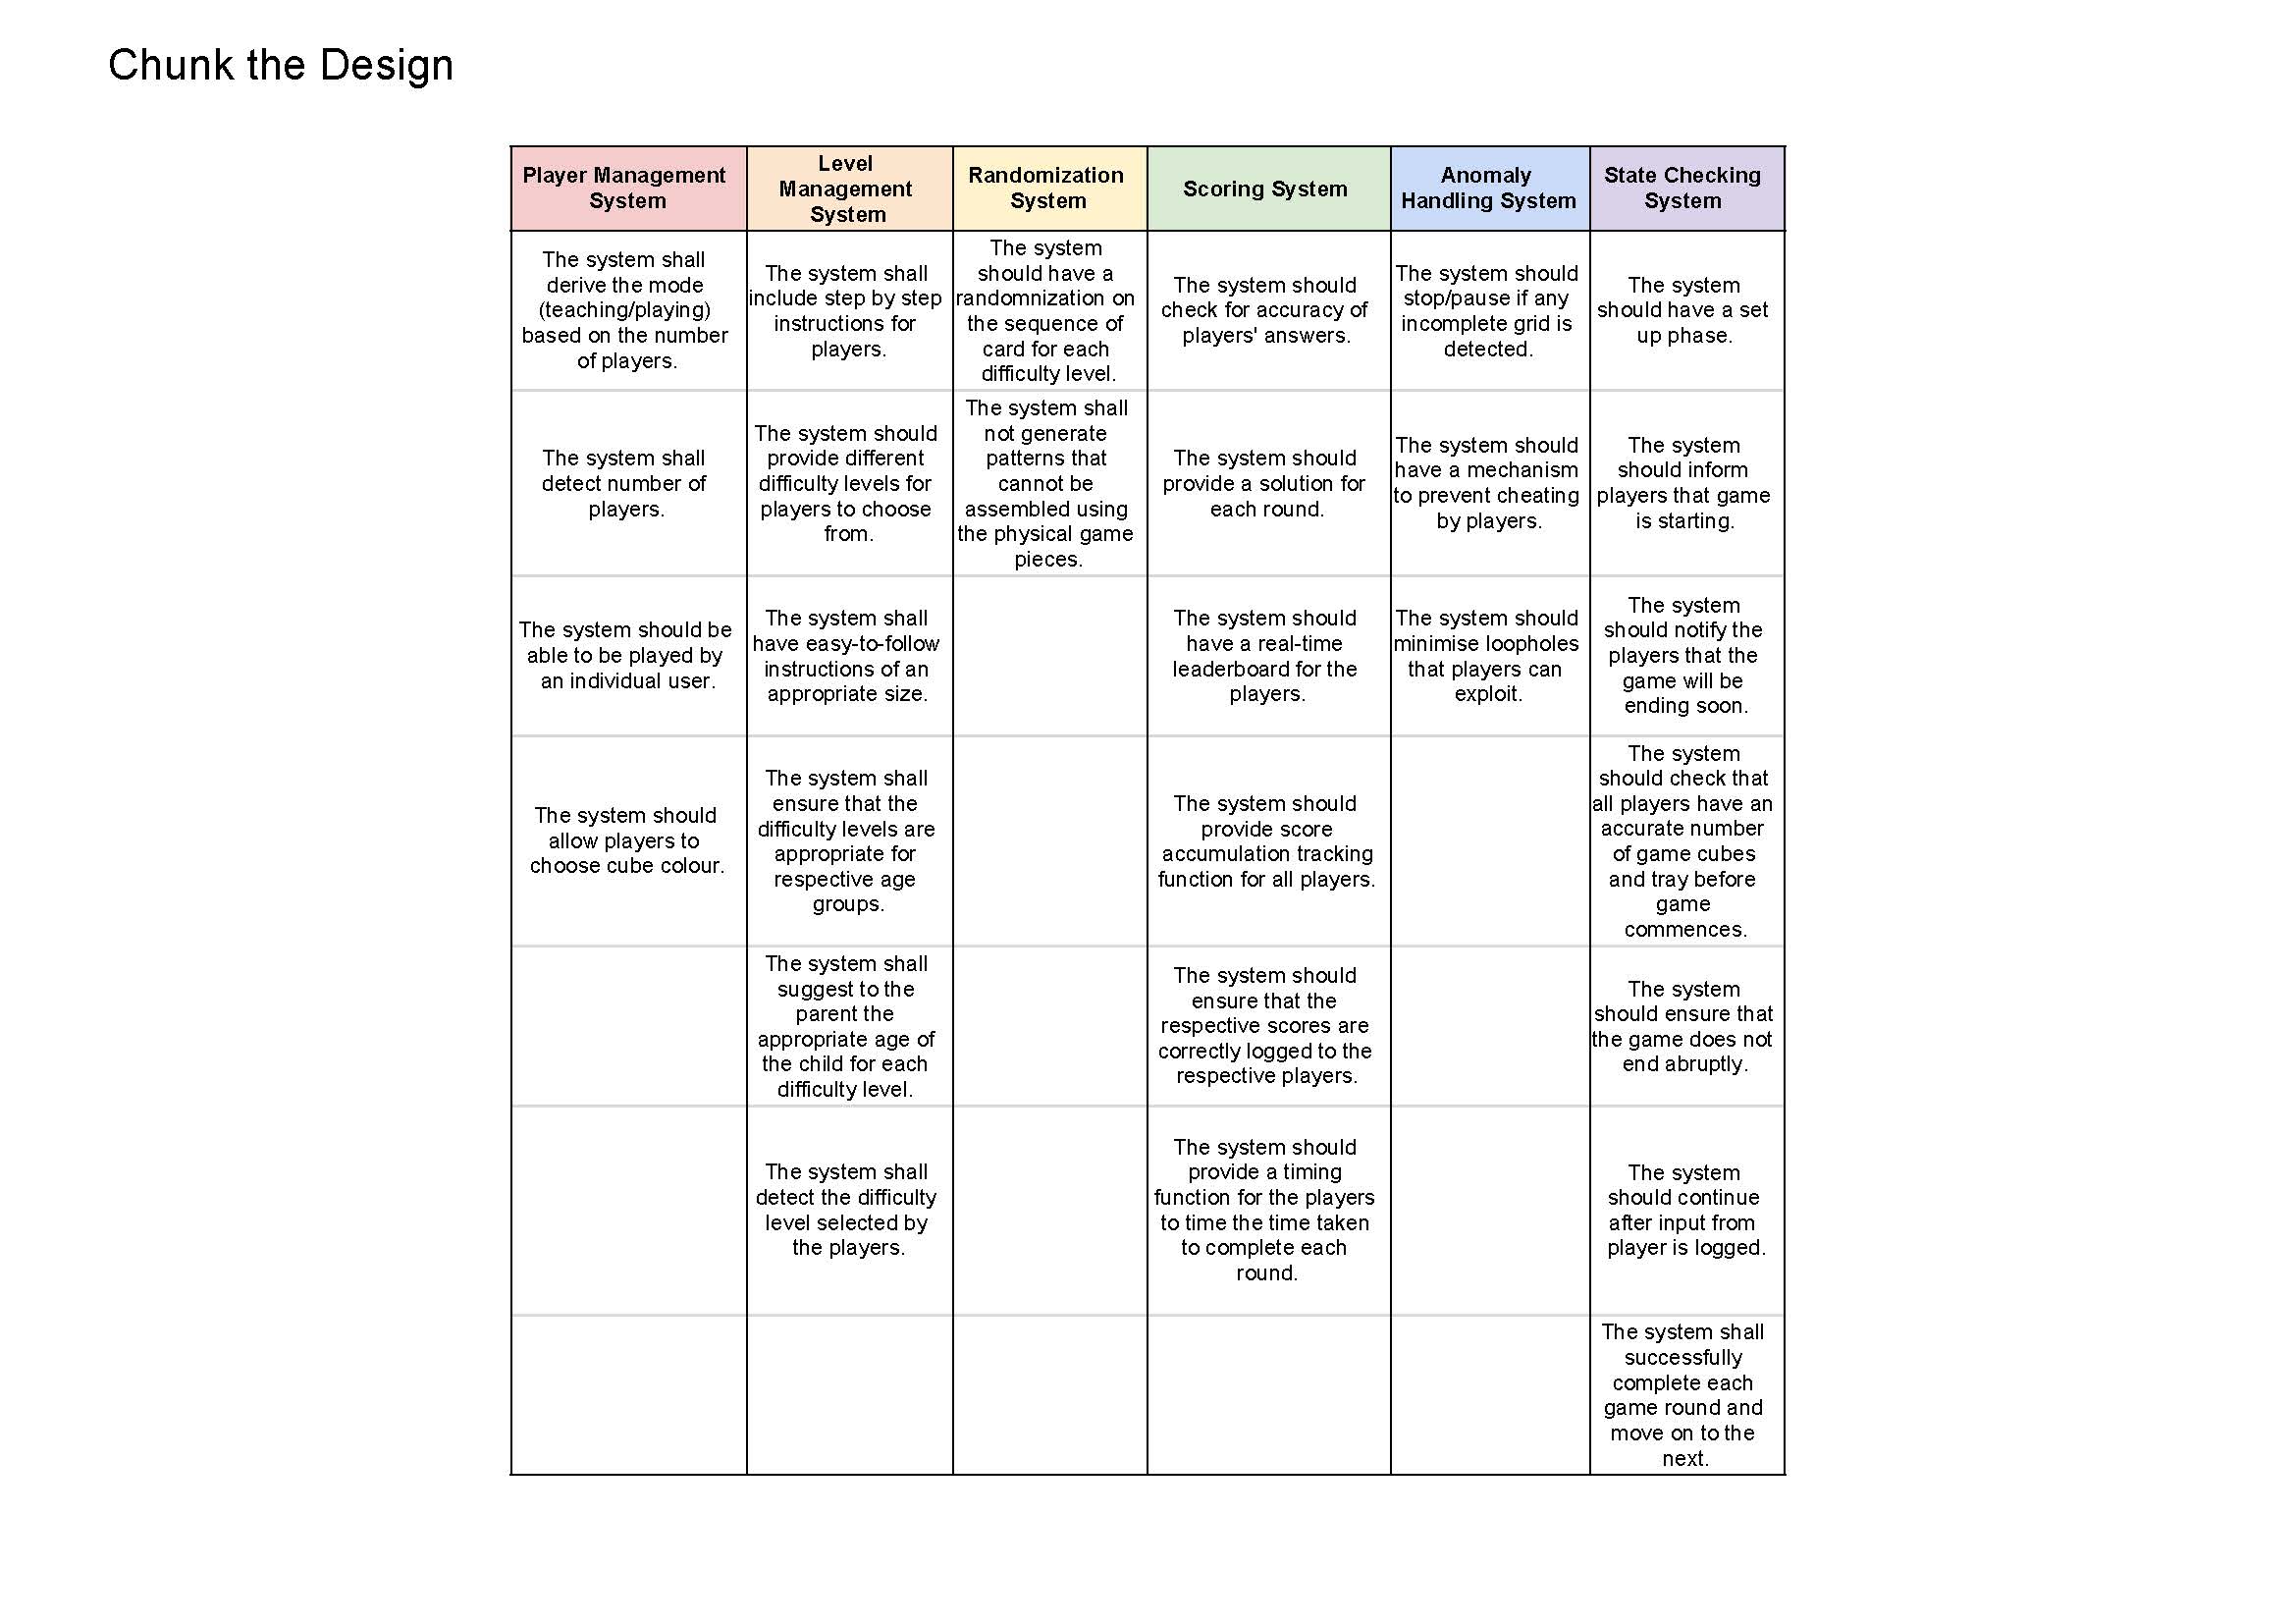 Chunk the Design
Player Management
System
Level
Management
System
Randomization
System
Scoring System
Anomaly
Handling System
State Checking
System
The system shall
derive the mode
(teaching/playing)
based on the number
of players.
The system shall
include step by step
instructions for
players.
The system
should have a
randomnization on
the sequence of
card for each
difficulty level.
The system should
check for accuracy of
players' answers.
The system should
stop/pause if any
incomplete grid is
detected.
The system
should have a set
up phase.
The system shall
detect number of
players.
The system should
provide different
difficulty levels for
players to choose
from.
The system shall
not generate
patterns that
cannot be
assembled using
the physical game
pieces.
The system should
provide a solution for
each round.
The system should
have a mechanism
to prevent cheating
by players.
The system
should inform
players that game
is starting.
The system should be
able to be played by
an individual user.
The system shall
have easy-to-follow
instructions of an
appropriate size.
The system should
have a real-time
leaderboard for the
players.
The system should
minimise loopholes
that players can
exploit.
The system
should notify the
players that the
game will be
ending soon.
The system should
allow players to
choose cube colour.
The system shall
ensure that the
difficulty levels are
appropriate for
respective age
groups.
The system should
provide score
accumulation tracking
function for all players.
The system
should check that
all players have an
accurate number
of game cubes
and tray before
game
commences.
The system shall
suggest to the
parent the
appropriate age of
the child for each
difficulty level.
The system should
ensure that the
respective scores are
correctly logged to the
respective players.
The system
should ensure that
the game does not
end abruptly.
The system shall
detect the difficulty
level selected by
the players.
The system should
provide a timing
function for the players
to time the time taken
to complete each
round.
The system
should continue
after input from
player is logged.
The system shall
successfully
complete each
game round and
move on to the
next.